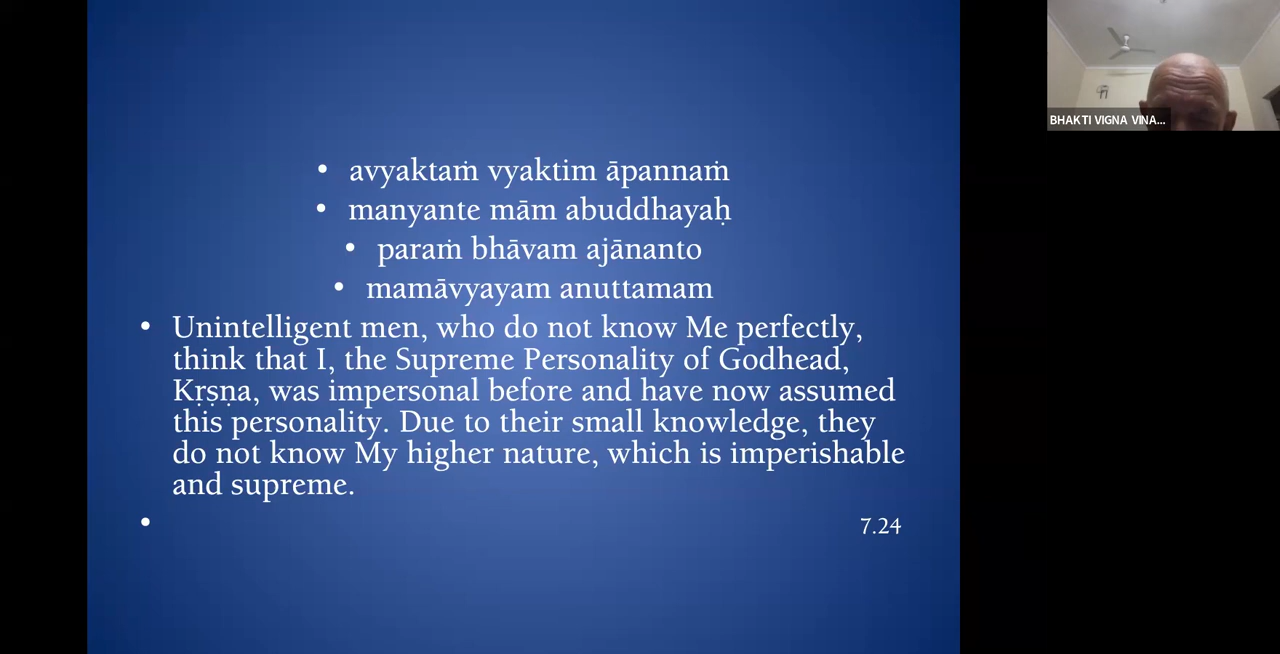 • avyaktaṁ vyaktim āpannaṁ
• manyante mām abuddhayaḥ
• paraṁ bhāvam ajānanto
• mamāvyayam anuttamam
• Unintelligent men, who do not know Me perfectly,
think that I, the Supreme Personality of Godhead,
Kṛṣṇa, was impersonal before and have now assumed
this personality. Due to their small knowledge, they
do not know My higher nature, which is imperishable
and supreme.
• 7.24
BHAKTI VIGNA VINA...